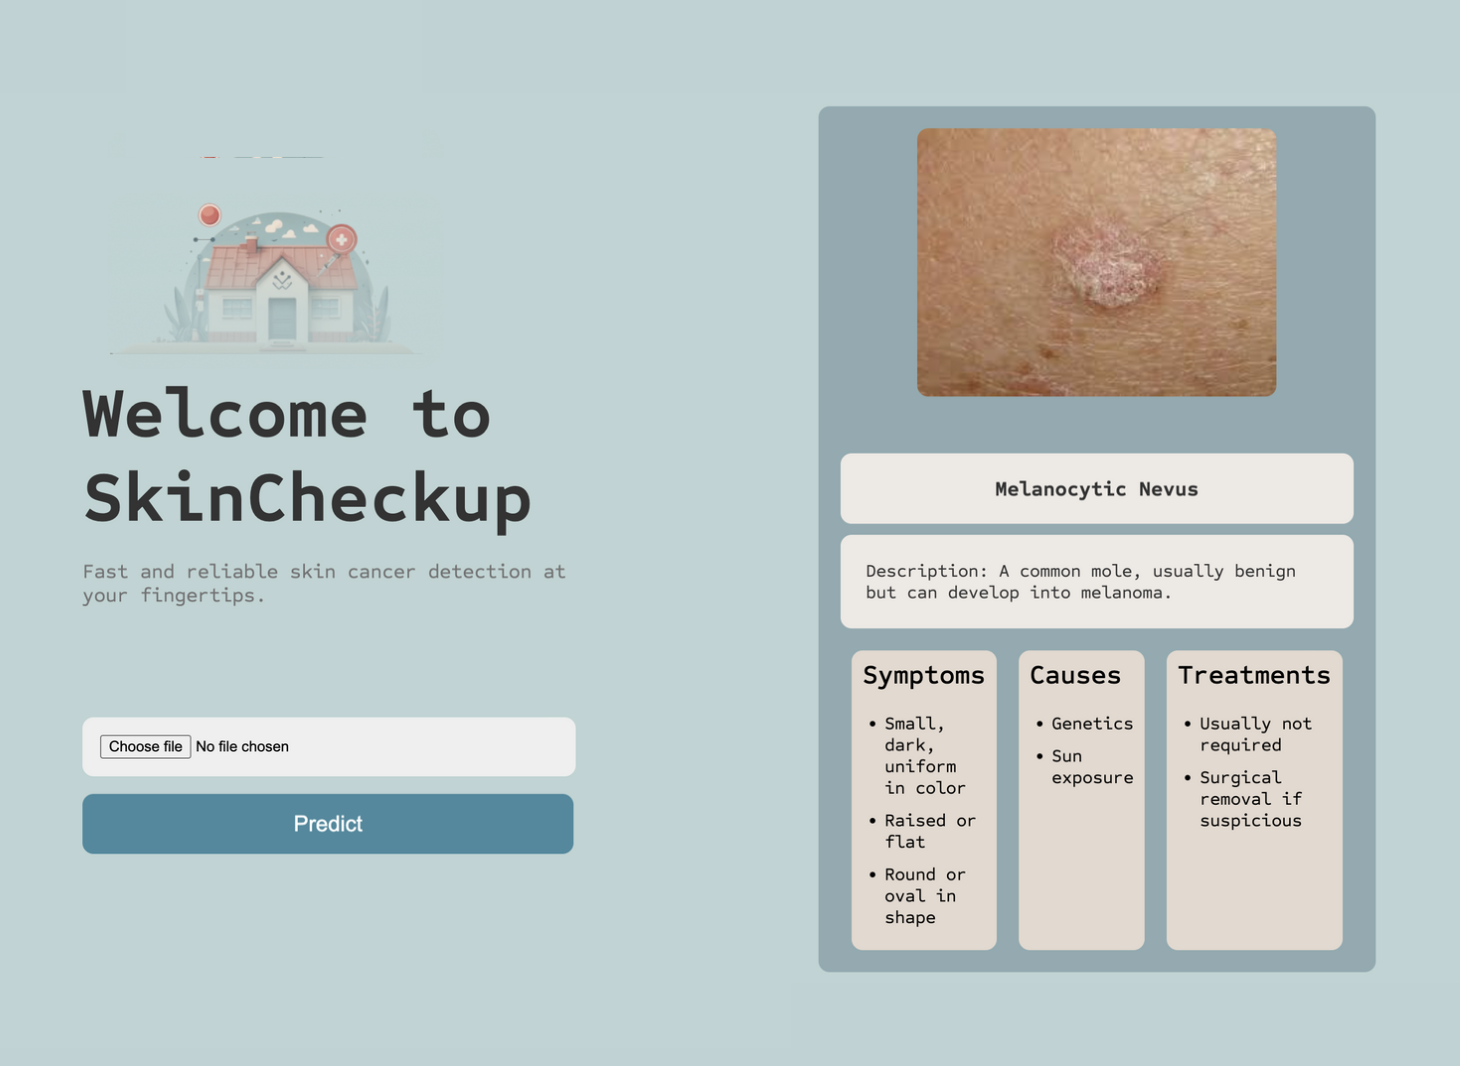 Welcome to
SkinCheckup
Fast and reliable skin cancer detection at
your fingertips.
Choose file No file chosen
Predict
Melanocytic Nevus
Description: A common mole, usually benign
but can develop into melanoma.
Symptoms
• Small,
dark,
uniform
in color
• Raised or
flat
• Round or
oval in
shape
Causes
• Genetics
• Sun
exposure
Treatments
• Usually not
required
• Surgical
removal if
suspicious